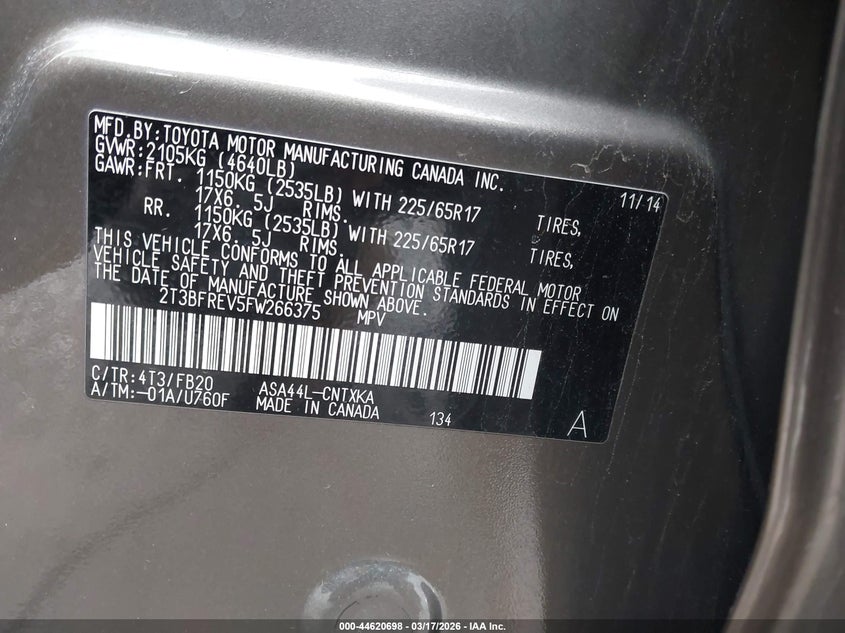 MFD.BY:TOYOTA MOTOR MANUFACTURING CANADA INC.
GVWR:2105KG (4640LB) 11/14
GAWR:FRT. 1150KG (2535LB) WITH 225/65R17 TIRES,
17X6.5J RIMS.
RR. 1150KG (2535LB) WITH 225/65R17 TIRES,
17X6.5J RIMS.
THIS VEHICLE CONFORMS TO ALL APPLICABLE FEDERAL MOTOR
VEHICLE SAFETY AND THEFT PREVENTION STANDARDS IN EFFECT ON
THE DATE OF MANUFACTURE SHOWN ABOVE.
2T3BFREV5FW266375 MPV
C/TR:4T3/FB20 ASA44L-CNTXKA
A/TM:-01A/U760F MADE IN CANADA 134 A
000-44620698 - 03/17/2026 - IAA Inc.